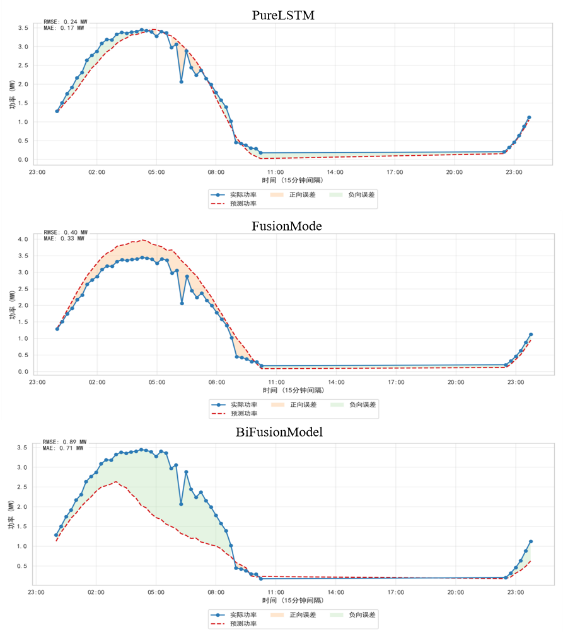 PureLSTM
RMSE: 0.24 MW
MAE: 0.17 MW
3.5
3.0
2.5
2.0
1.5
1.0
0.5
0.0
功率 (MW)
23:00 02:00 05:00 08:00 11:00 14:00 17:00 20:00 23:00
时间 (15分钟间隔)
实际功率 正向误差 负向误差
预测功率
FusionMode
RMSE: 0.40 MW
MAE: 0.33 MW
4.0
3.5
3.0
2.5
2.0
1.5
1.0
0.5
0.0
功率 (MW)
23:00 02:00 05:00 08:00 11:00 14:00 17:00 20:00 23:00
时间 (15分钟间隔)
实际功率 正向误差 负向误差
预测功率
BiFusionModel
RMSE: 0.89 MW
MAE: 0.71 MW
3.5
3.0
2.5
2.0
1.5
1.0
0.5
功率 (MW)
23:00 02:00 05:00 08:00 11:00 14:00 17:00 20:00 23:00
时间 (15分钟间隔)
实际功率 正向误差 负向误差
预测功率